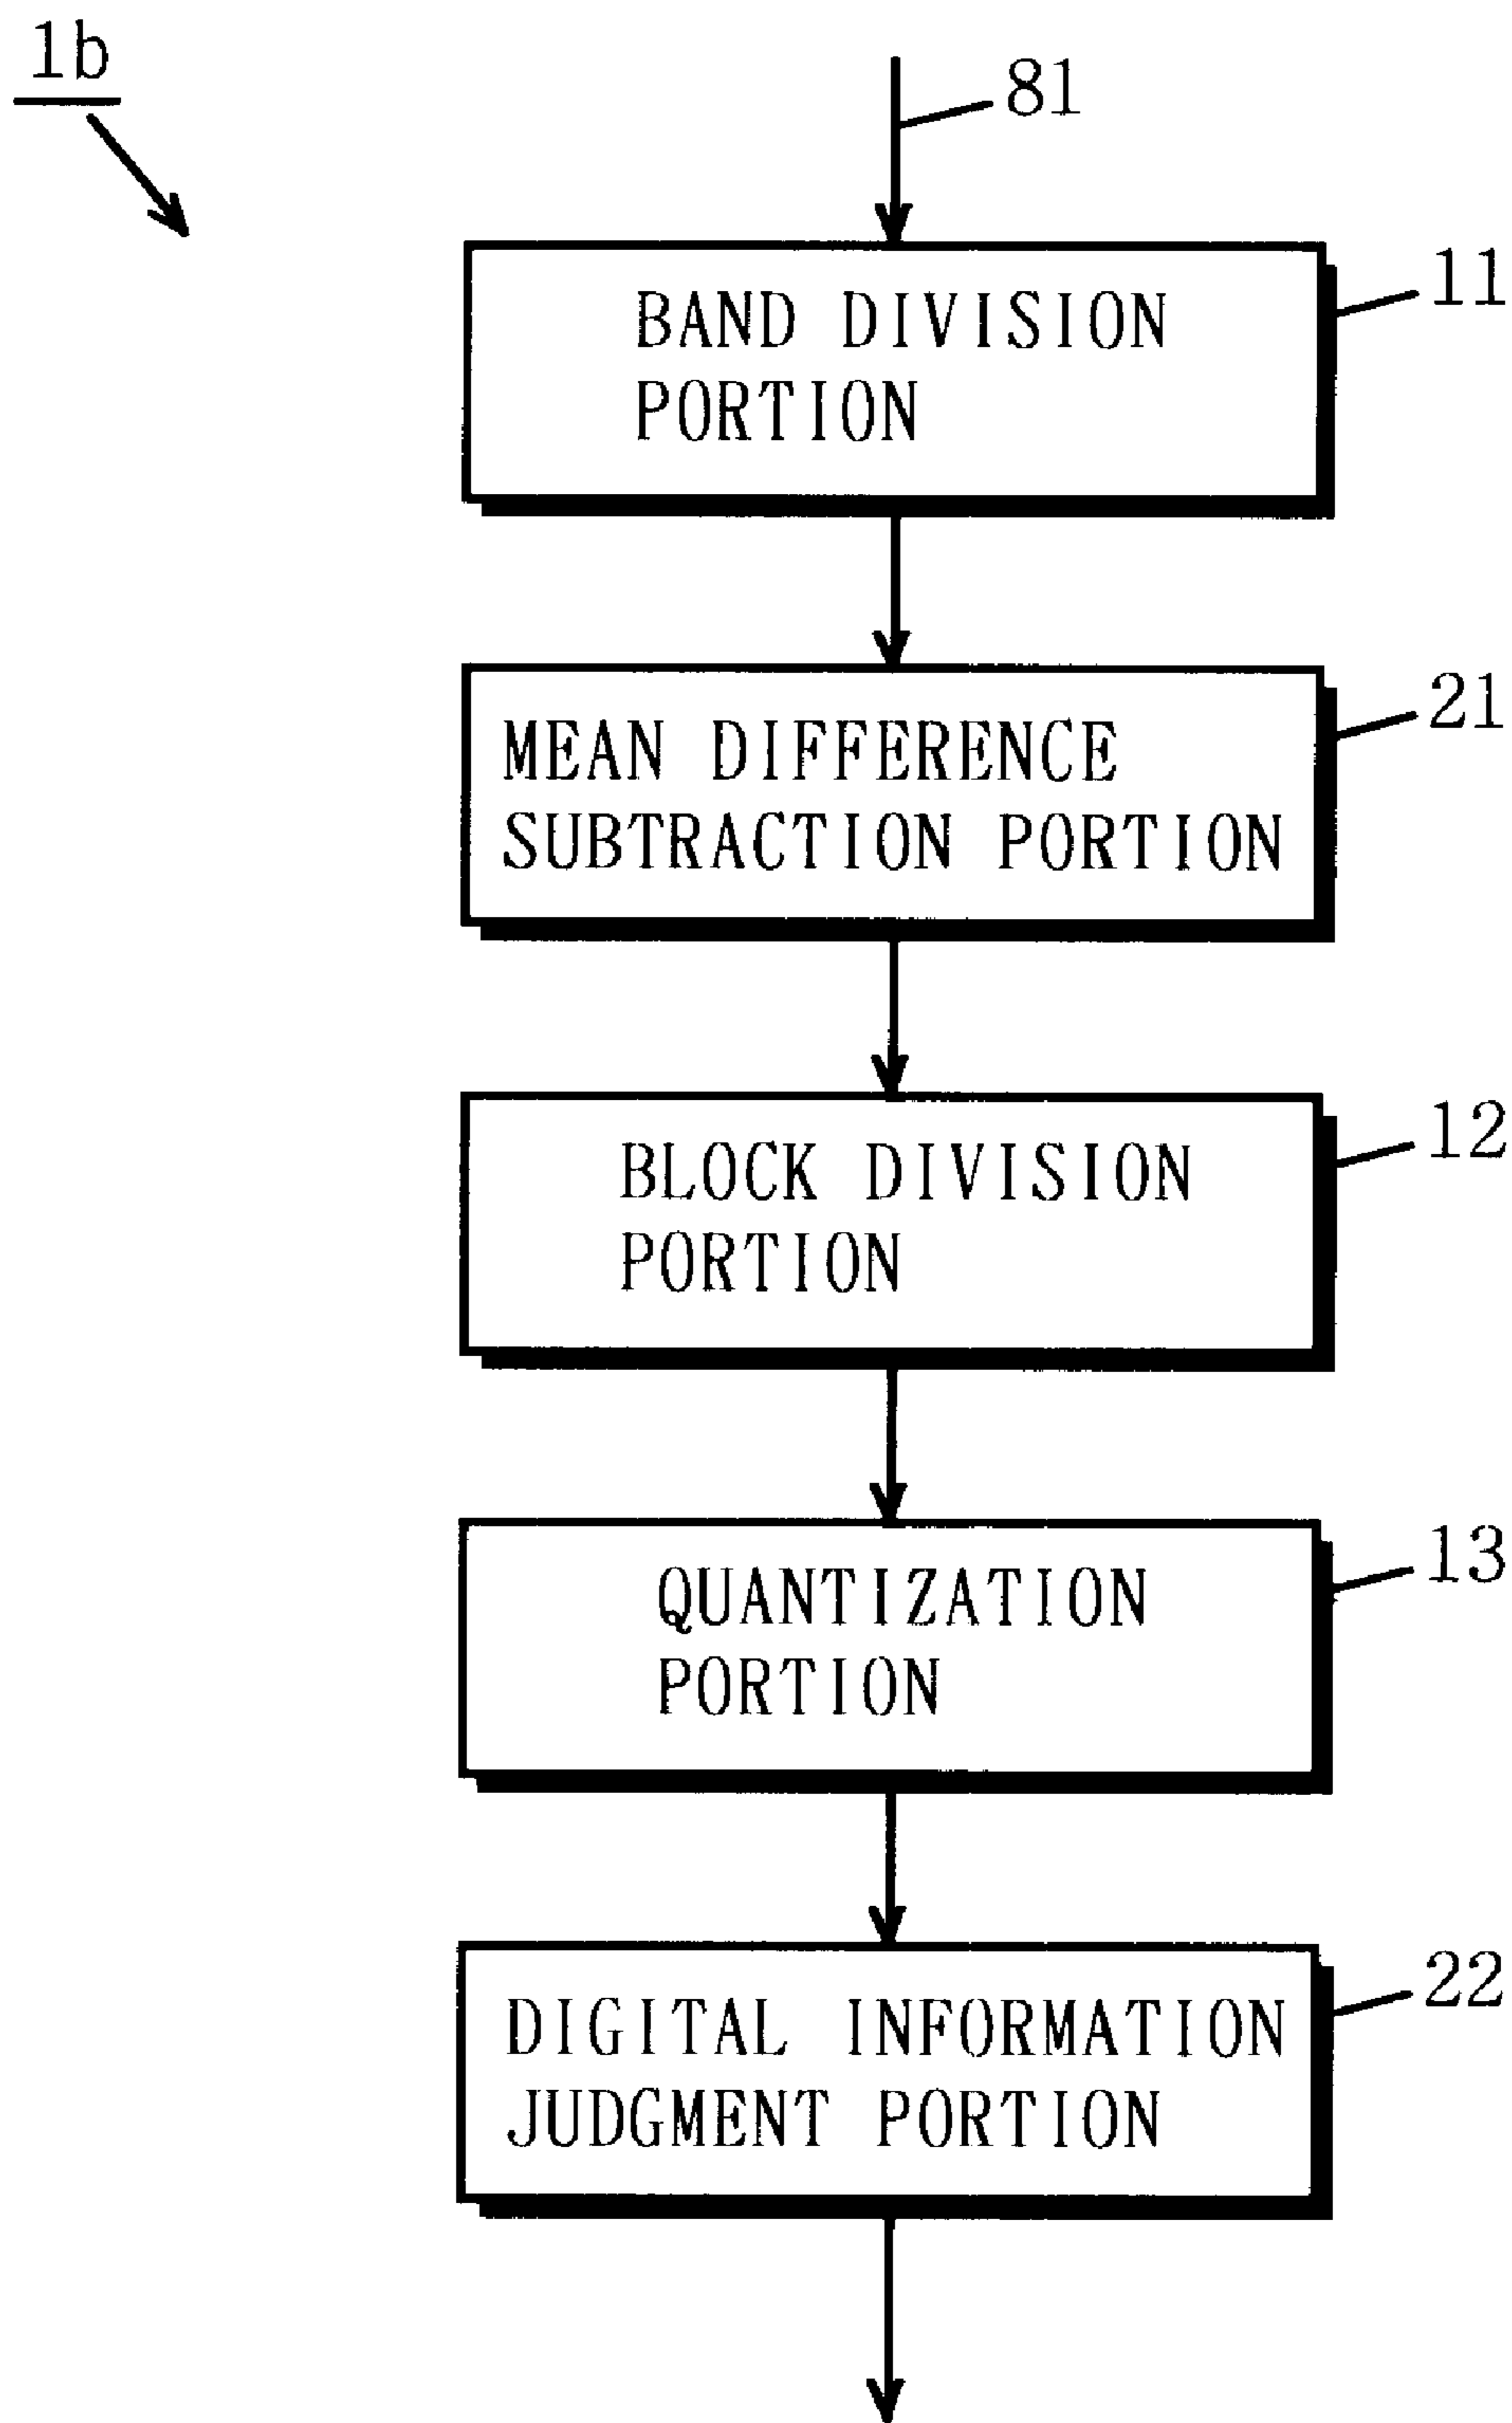 1b
81
BAND DIVISION
PORTION
11
MEAN DIFFERENCE
SUBTRACTION PORTION
21
BLOCK DIVISION
PORTION
12
QUANTIZATION
PORTION
13
DIGITAL INFORMATION
JUDGMENT PORTION
22